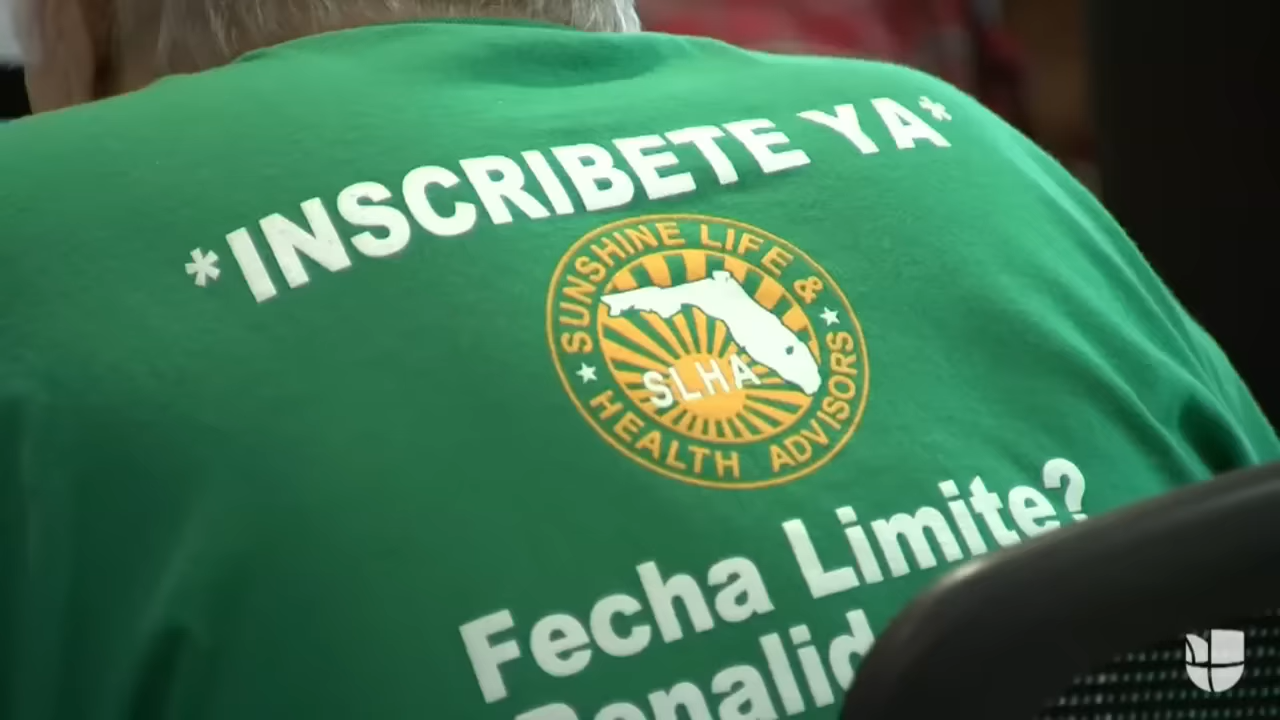 *INSCRIBETE YA*
SUNSHINE LIFE &
SLHA
HEALTH ADVISORS
Fecha Limite?